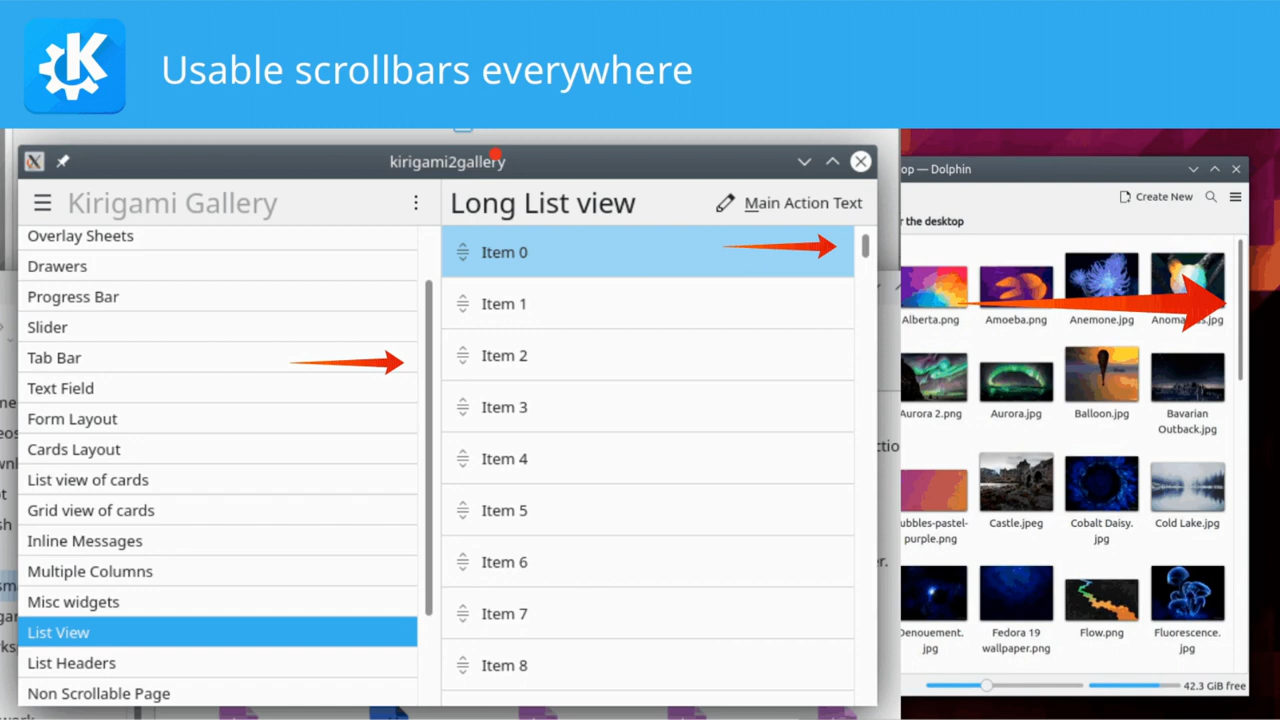 Usable scrollbars everywhere
kirigami2gallery
Kirigami Gallery
Overlay Sheets
Drawers
Progress Bar
Slider
Tab Bar
Text Field
Form Layout
Cards Layout
List view of cards
Grid view of cards
Inline Messages
Multiple Columns
Misc widgets
List View
List Headers
Non Scrollable Page
Long List view
Main Action Text
Item 0
Item 1
Item 2
Item 3
Item 4
Item 5
Item 6
Item 7
Item 8
op — Dolphin
Create New
r the desktop
Alberta.png
Amoeba.png
Anemone.jpg
Aurora 2.png
Aurora.jpg
Balloon.jpg
Bavarian
Outback.jpg
ubbles-pastel-
purple.png
Castle.jpeg
Cobalt Daisy.
jpg
Cold Lake.jpg
Denouement.
jpg
Fedora 19
wallpaper.png
Flow.png
Fluorescence.
jpg
42.3 GiB free